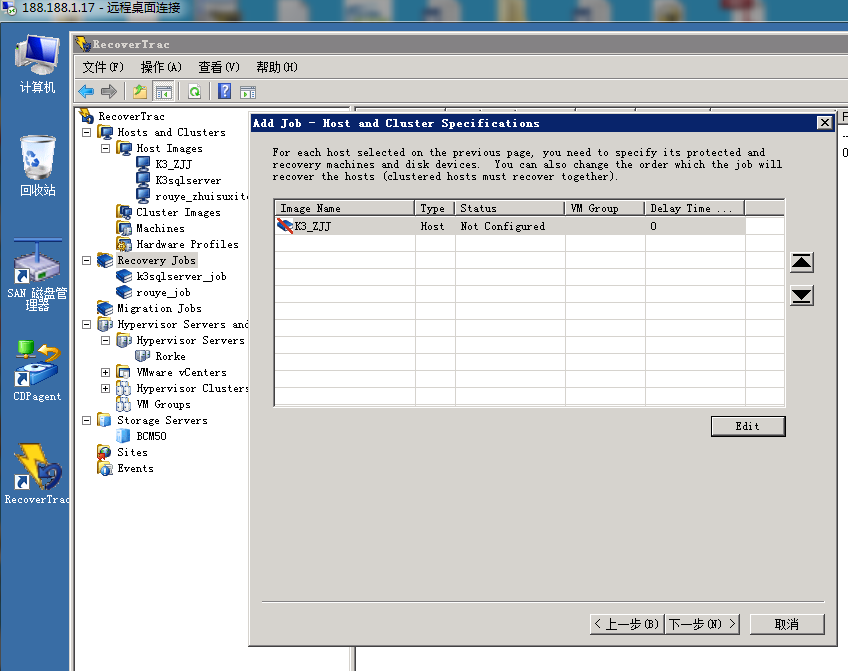 188.188.1.17 - 远程桌面连接
计算机
回收站
SAN 磁盘管
理器
CDPagent
RecoverTrac
RecoverTrac
文件(F) 操作(A) 查看(V) 帮助(H)
RecoverTrac
Hosts and Clusters
Host Images
K3_ZJJ
K3sqlserver
rouye_zhuisuxite
Cluster Images
Machines
Hardware Profiles
Recovery Jobs
k3sqlserver_job
rouye_job
Migration Jobs
Hypervisor Servers and
Hypervisor Servers
Rorke
VMware vCenters
Hypervisor Clusters
VM Groups
Storage Servers
BCM50
Sites
Events
Add Job - Host and Cluster Specifications
For each host selected on the previous page, you need to specify its protected and
recovery machines and disk devices. You can also change the order which the job will
recover the hosts (clustered hosts must recover together).
Image Name Type Status VM Group Delay Time ...
K3_ZJJ Host Not Configured 0
Edit
< 上一步(B) 下一步(N) > 取消